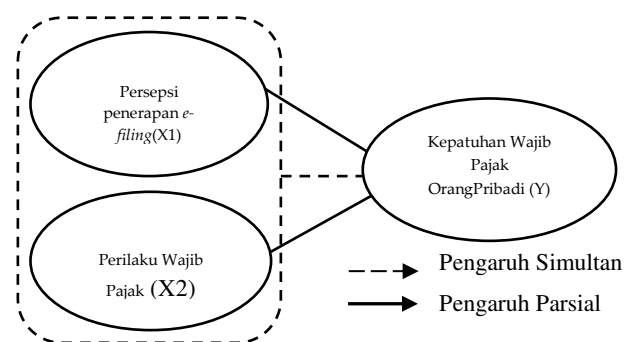 Persepsi
penerapan e-
filing(X1)
Kepatuhan Wajib
Pajak
OrangPribadi (Y)
Perilaku Wajib
Pajak (X2)
Pengaruh Simultan
Pengaruh Parsial